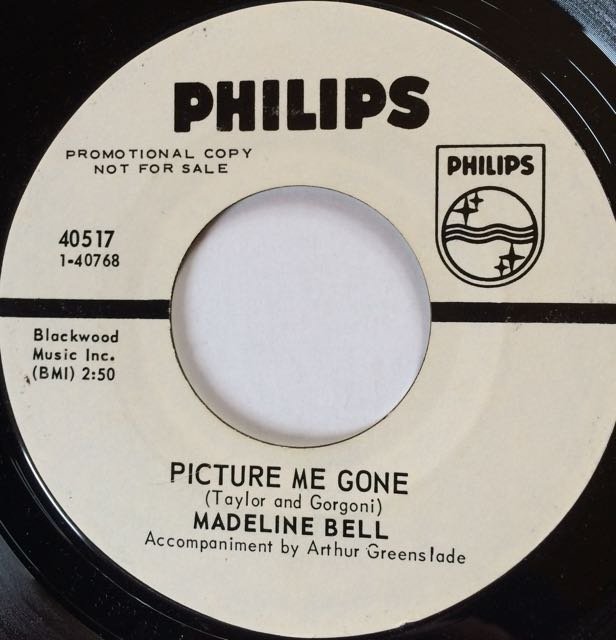 PHILIPS
PROMOTIONAL COPY
NOT FOR SALE
PHILIPS
40517
1-40768
Blackwood
Music Inc.
(BMI) 2:50
PICTURE ME GONE
(Taylor and Gorgoni)
MADELINE BELL
Accompaniment by Arthur Greenslade